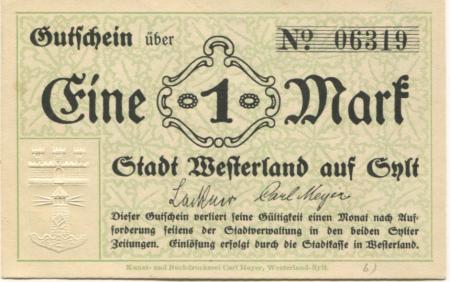 Gutschein über
Nº 06319
Eine 1 Mark
Stadt Westerland auf Sylt
Carl Meyer
Dieser Gutschein verliert seine Gültigkeit einen Monat nach Auf-
forderung seitens der Stadtverwaltung in den beiden Sylter
Zeitungen. Einlösung erfolgt durch die Stadtkasse in Westerland.
Kunst- und Buchdruckerei Carl Meyer, Westerland-Sylt.